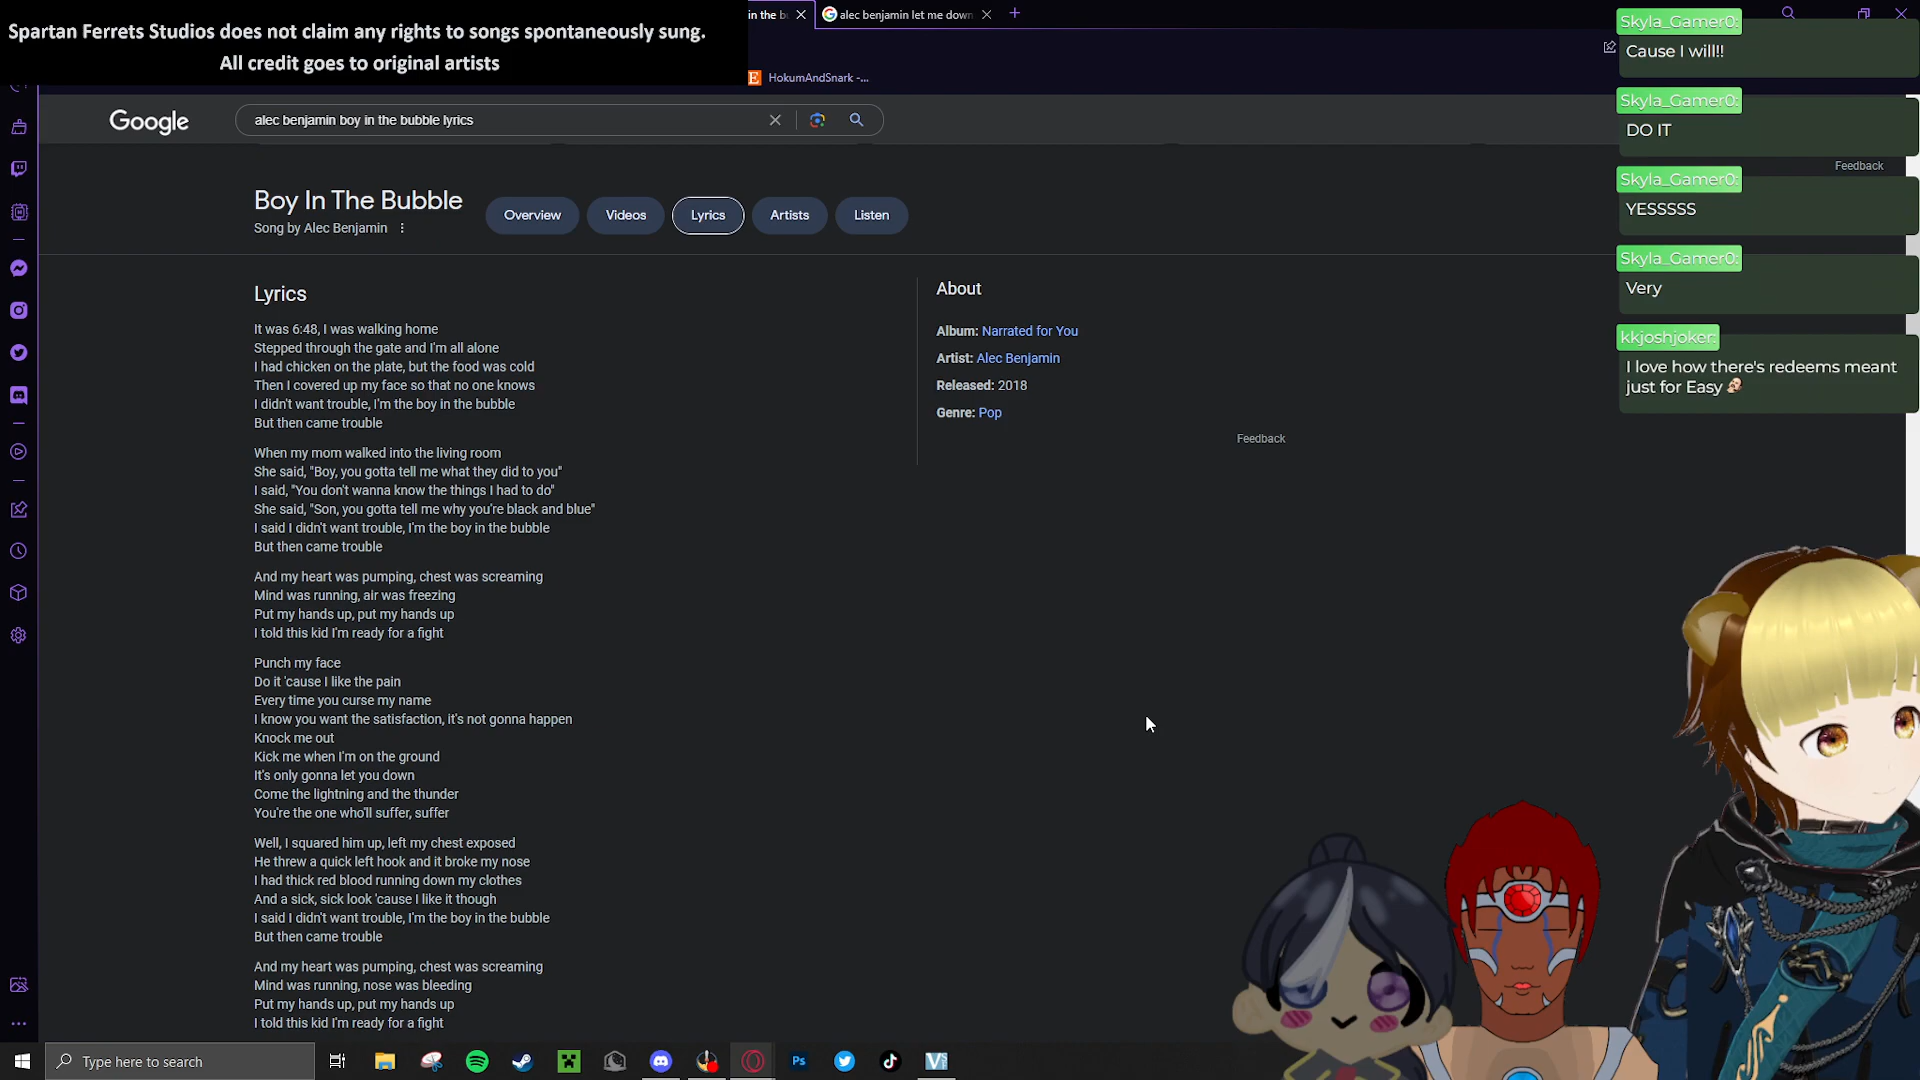 Spartan Ferrets Studios does not claim any rights to songs spontaneously sung.
All credit goes to original artists
in the b
alec benjamin let me down
HokumAndSnark -...
Google
alec benjamin boy in the bubble lyrics
Feedback
Boy In The Bubble
Song by Alec Benjamin
Overview
Videos
Lyrics
Artists
Listen
Lyrics
It was 6:48, I was walking home
Stepped through the gate and I'm all alone
I had chicken on the plate, but the food was cold
Then I covered up my face so that no one knows
I didn't want trouble, I'm the boy in the bubble
But then came trouble
When my mom walked into the living room
She said, "Boy, you gotta tell me what they did to you"
I said, "You don't wanna know the things I had to do"
She said, "Son, you gotta tell me why you're black and blue"
I said I didn't want trouble, I'm the boy in the bubble
But then came trouble
And my heart was pumping, chest was screaming
Mind was running, air was freezing
Put my hands up, put my hands up
I told this kid I'm ready for a fight
Punch my face
Do it 'cause I like the pain
Every time you curse my name
I know you want the satisfaction, it's not gonna happen
Knock me out
Kick me when I'm on the ground
It's only gonna let you down
Come the lightning and the thunder
You're the one who'll suffer, suffer
Well, I squared him up, left my chest exposed
He threw a quick left hook and it broke my nose
I had thick red blood running down my clothes
And a sick, sick look 'cause I like it though
I said I didn't want trouble, I'm the boy in the bubble
But then came trouble
And my heart was pumping, chest was screaming
Mind was running, nose was bleeding
Put my hands up, put my hands up
I told this kid I'm ready for a fight
About
Album: Narrated for You
Artist: Alec Benjamin
Released: 2018
Genre: Pop
Feedback
Skyla_Gamer0:
Cause I will!!
Skyla_Gamer0:
DO IT
Skyla_Gamer0:
YESSSSS
Skyla_Gamer0:
Very
kkjoshjoker:
I love how there's redeems meant
just for Easy
Type here to search
Ps